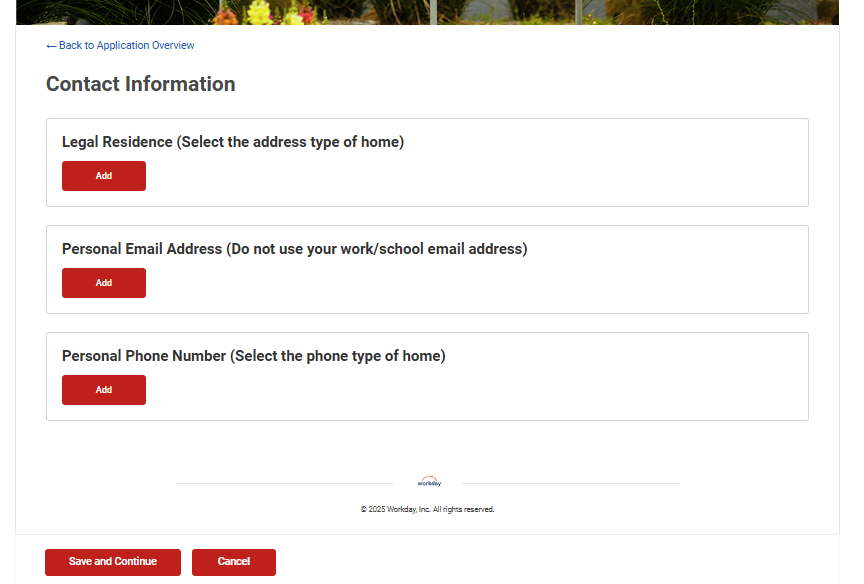 ← Back to Application Overview
Contact Information
Legal Residence (Select the address type of home)
Add
Personal Email Address (Do not use your work/school email address)
Add
Personal Phone Number (Select the phone type of home)
Add
workday
© 2025 Workday, Inc. All rights reserved.
Save and Continue
Cancel